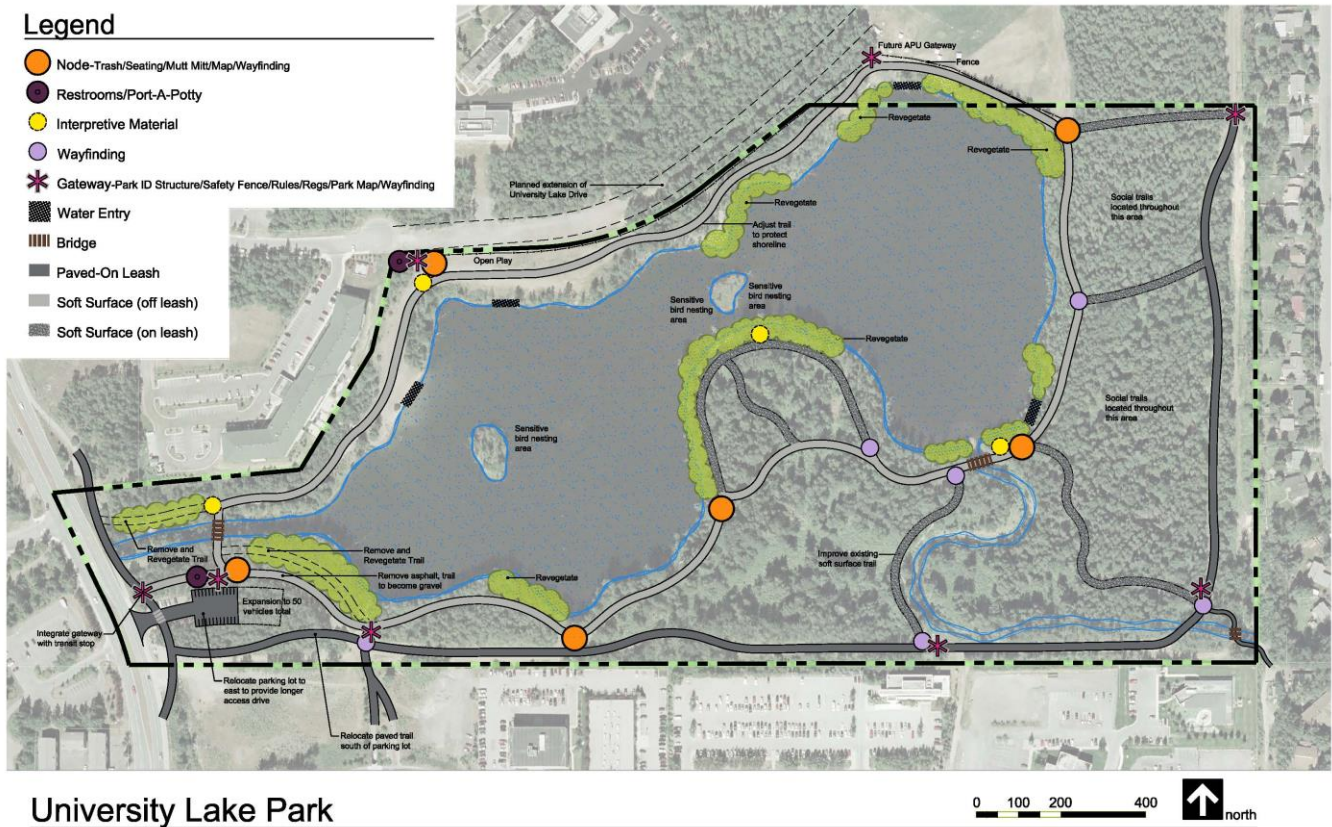 Legend
Node-Trash/Seating/Mutt Mitt/Map/Wayfinding
Restrooms/Port-A-Potty
Interpretive Material
Wayfinding
Gateway-Park ID Structure/Safety Fence/Rules/Regs/Park Map/Wayfinding
Water Entry
Bridge
Paved-On Leash
Soft Surface (off leash)
Soft Surface (on leash)
Future APU Gateway
Fence
Revegetate
Revegetate
Planned extension of
University Lake Drive
Revegetate
Adjust trail
to protect
shoreline
Social trails
located throughout
this area
Open Play
Sensitive
bird nesting
area
Sensitive
bird nesting
area
Revegetate
Social trails
located throughout
this area
Sensitive
bird nesting
area
Remove and
Revegetate Trail
Remove and
Revegetate Trail
Remove asphalt, trail
to become gravel
Revegetate
Improve existing
soft surface trail
Expansion to 50
vehicles total
Integrate gateway
with transit stop
Relocate parking lot to
east to provide longer
access drive
Relocate paved trail
south of parking lot
University Lake Park
0 100 200 400
north